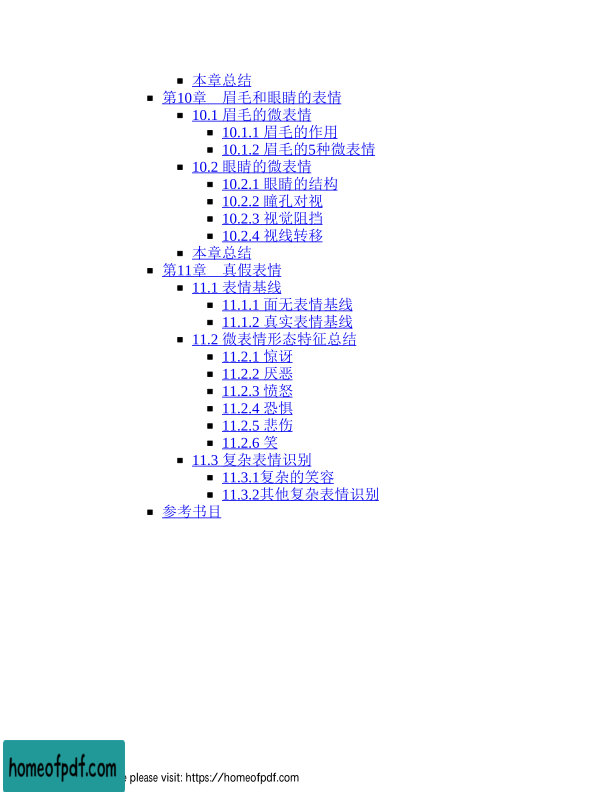 本章总结
第10章　眉毛和眼睛的表情
10.1 眉毛的微表情
10.1.1 眉毛的作用
10.1.2 眉毛的5种微表情
10.2 眼睛的微表情
10.2.1 眼睛的结构
10.2.2 瞳孔对视
10.2.3 视觉阻挡
10.2.4 视线转移
本章总结
第11章　真假表情
11.1 表情基线
11.1.1 面无表情基线
11.1.2 真实表情基线
11.2 微表情形态特征总结
11.2.1 惊讶
11.2.2 厌恶
11.2.3 愤怒
11.2.4 恐惧
11.2.5 悲伤
11.2.6 笑
11.3 复杂表情识别
11.3.1复杂的笑容
11.3.2其他复杂表情识别
参考书目
homeofpdf.com
please visit: https://homeofpdf.com